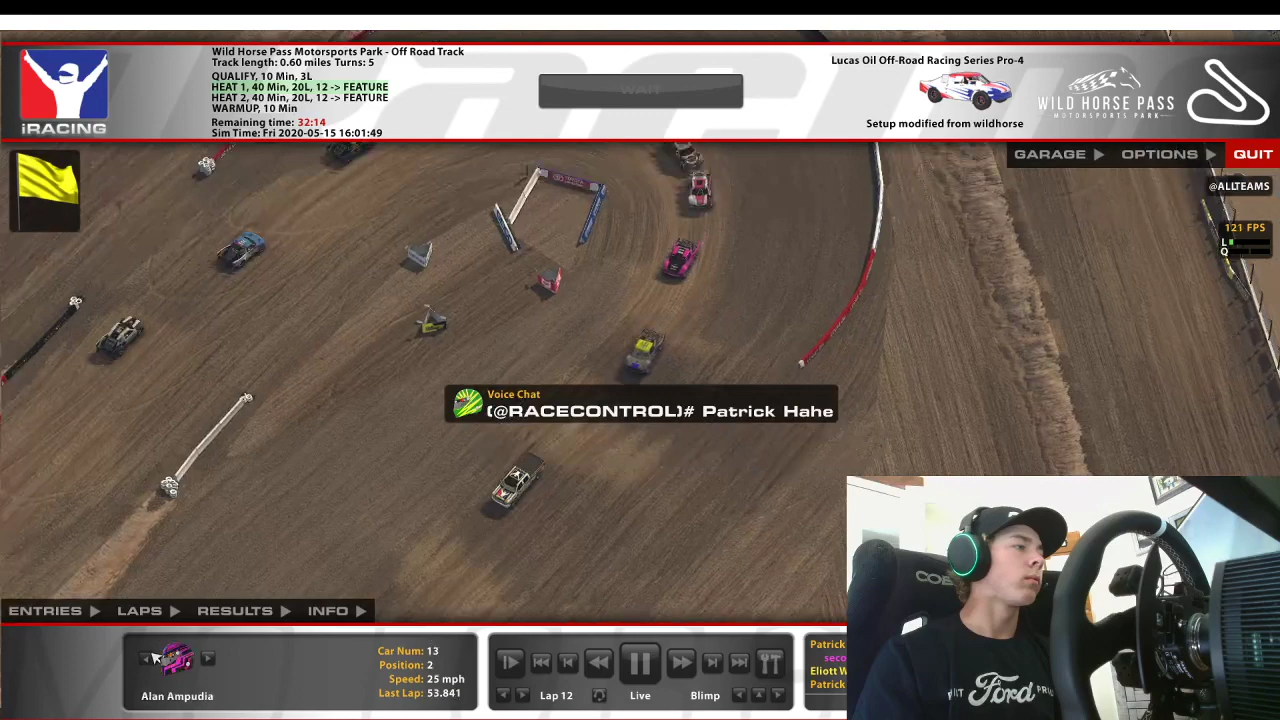 Wild Horse Pass Motorsports Park - Off Road Track
Track length: 0.60 miles Turns: 5
QUALIFY, 10 Min, 3L
HEAT 1, 40 Min, 20L, 12 -> FEATURE
HEAT 2, 40 Min, 20L, 12 -> FEATURE
WARMUP, 10 Min
Remaining time: 32:14
Sim Time: Fri 2020-05-15 16:01:49
iRACING
WAIT
Lucas Oil Off-Road Racing Series Pro-4
Setup modified from wildhorse
WILD HORSE PASS
MOTORSPORTS PARK
GARAGE OPTIONS QUIT
@ALLTEAMS
121 FPS
L
Q
Voice Chat
(@RACECONTROL)# Patrick Hahe
COB
Ford
ENTRIES LAPS RESULTS INFO
Alan Ampudia
Car Num: 13
Position: 2
Speed: 25 mph
Last Lap: 53.841
Lap 12 Live Blimp
Patrick
seco
Eliott W
Patrick